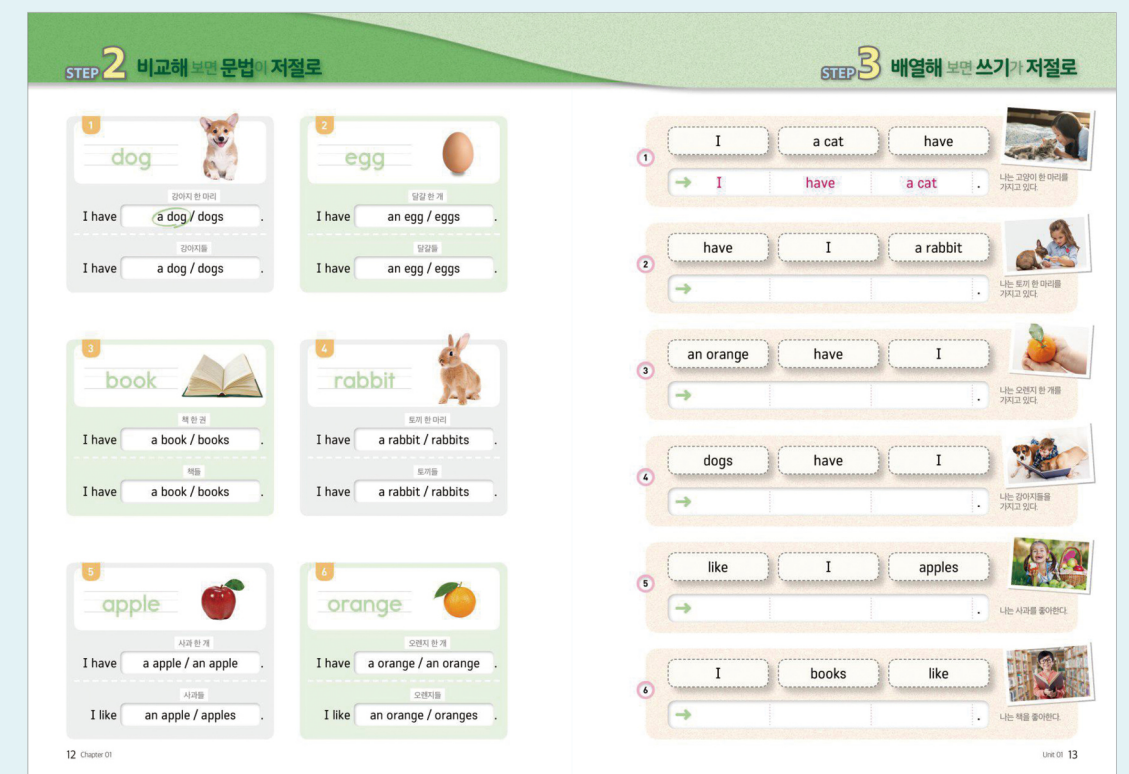 STEP 2 비교해 보면 문법이 저절로
1
dog
강아지 한 마리
I have a dog / dogs .
강아지들
I have a dog / dogs .
2
egg
달걀 한 개
I have an egg / eggs .
달걀들
I have an egg / eggs .
3
book
책 한 권
I have a book / books .
책들
I have a book / books .
4
rabbit
토끼 한 마리
I have a rabbit / rabbits .
토끼들
I have a rabbit / rabbits .
5
apple
사과 한 개
I have a apple / an apple .
사과들
I like an apple / apples .
6
orange
오렌지 한 개
I have a orange / an orange .
오렌지들
I like an orange / oranges .
12 Chapter 01
STEP 3 배열해 보면 쓰기가 저절로
1
I a cat have
→ I have a cat .
나는 고양이 한 마리를
가지고 있다.
2
have I a rabbit
→ .
나는 토끼 한 마리를
가지고 있다.
3
an orange have I
→ .
나는 오렌지 한 개를
가지고 있다.
4
dogs have I
→ .
나는 강아지들을
가지고 있다.
5
like I apples
→ .
나는 사과를 좋아한다.
6
I books like
→ .
나는 책을 좋아한다.
Unit 01 13